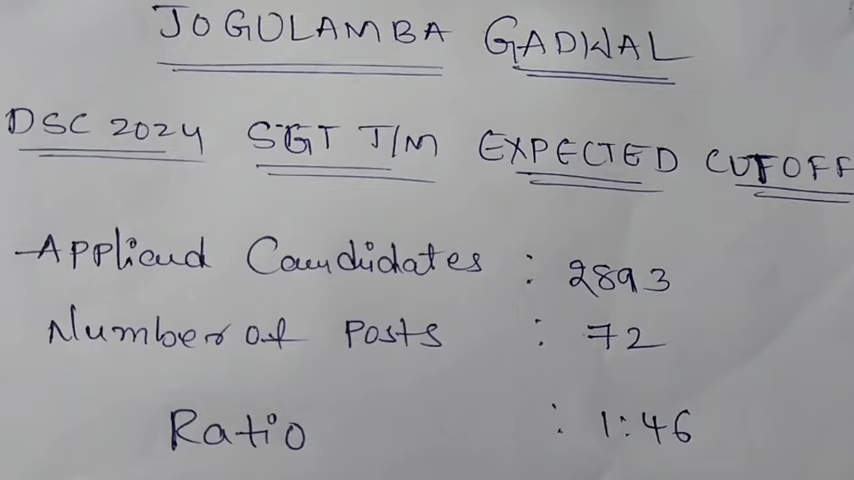 JOGULAMBA GADWAL
DSC 2024 SGT T/M EXPECTED CUTOFF
Applied Candidates : 2893
Number of Posts : 72
Ratio : 1:46